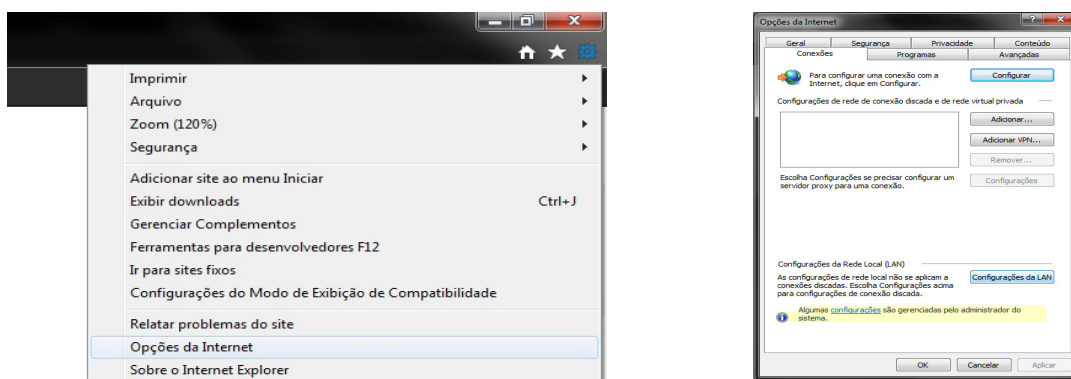 Imprimir
Arquivo
Zoom (120%)
Segurança
Adicionar site ao menu Iniciar
Exibir downloads Ctrl+J
Gerenciar Complementos
Ferramentas para desenvolvedores F12
Ir para sites fixos
Configurações do Modo de Exibição de Compatibilidade
Relatar problemas do site
Opções da Internet
Sobre o Internet Explorer
Opções da Internet
Geral Segurança Privacidade Conteúdo
Conexões Programas Avançadas
Para configurar uma conexão com a Configurar
Internet, clique em Configurar.
Configurações de rede de conexão discada e de rede virtual privada
Adicionar...
Adicionar VPN...
Remover...
Escolha Configurações se precisar configurar um Configurações
servidor proxy para uma conexão.
Configurações da Rede Local (LAN)
As configurações de rede local não se aplicam a Configurações da LAN
conexões discadas. Escolha Configurações acima
para configurações de conexão discada.
Algumas configurações são gerenciadas pelo administrador do
sistema.
OK Cancelar Aplicar